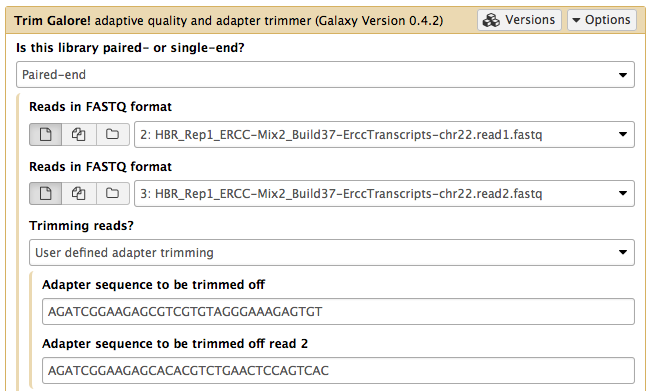 Trim Galore! adaptive quality and adapter trimmer (Galaxy Version 0.4.2) Versions Options
Is this library paired- or single-end?
Paired-end
Reads in FASTQ format
2: HBR_Rep1_ERCC-Mix2_Build37-ErccTranscripts-chr22.read1.fastq
Reads in FASTQ format
3: HBR_Rep1_ERCC-Mix2_Build37-ErccTranscripts-chr22.read2.fastq
Trimming reads?
User defined adapter trimming
Adapter sequence to be trimmed off
AGATCGGAAGAGCGTCGTGTAGGGAAAGAGTGT
Adapter sequence to be trimmed off read 2
AGATCGGAAGAGCACACGTCTGAACTCCAGTCAC